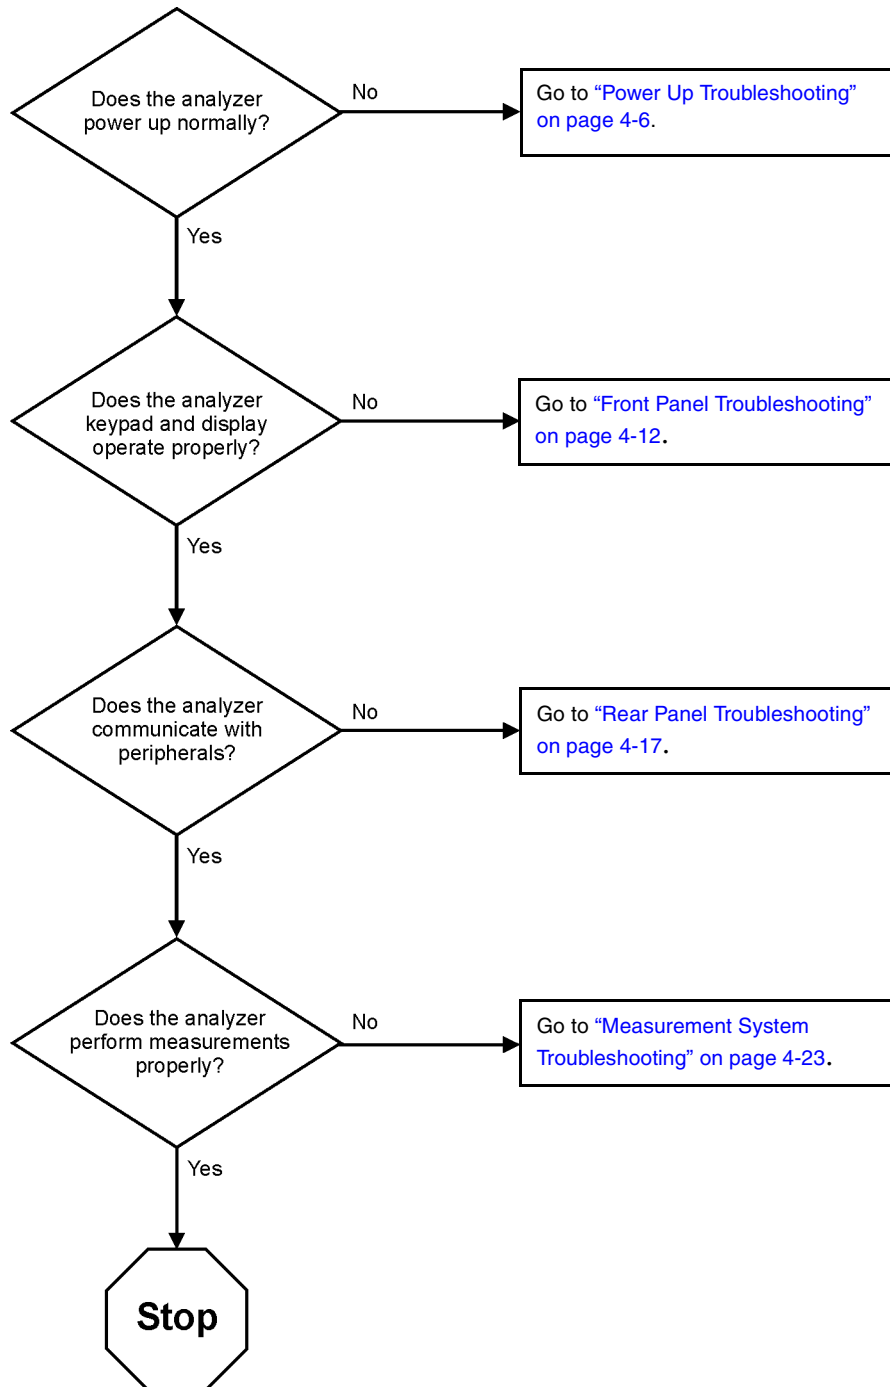 Does the analyzer
power up normally?
No
Go to “Power Up Troubleshooting”
on page 4-6.
Yes
Does the analyzer
keypad and display
operate properly?
No
Go to “Front Panel Troubleshooting”
on page 4-12.
Yes
Does the analyzer
communicate with
peripherals?
No
Go to “Rear Panel Troubleshooting”
on page 4-17.
Yes
Does the analyzer
perform measurements
properly?
No
Go to “Measurement System
Troubleshooting” on page 4-23.
Yes
Stop